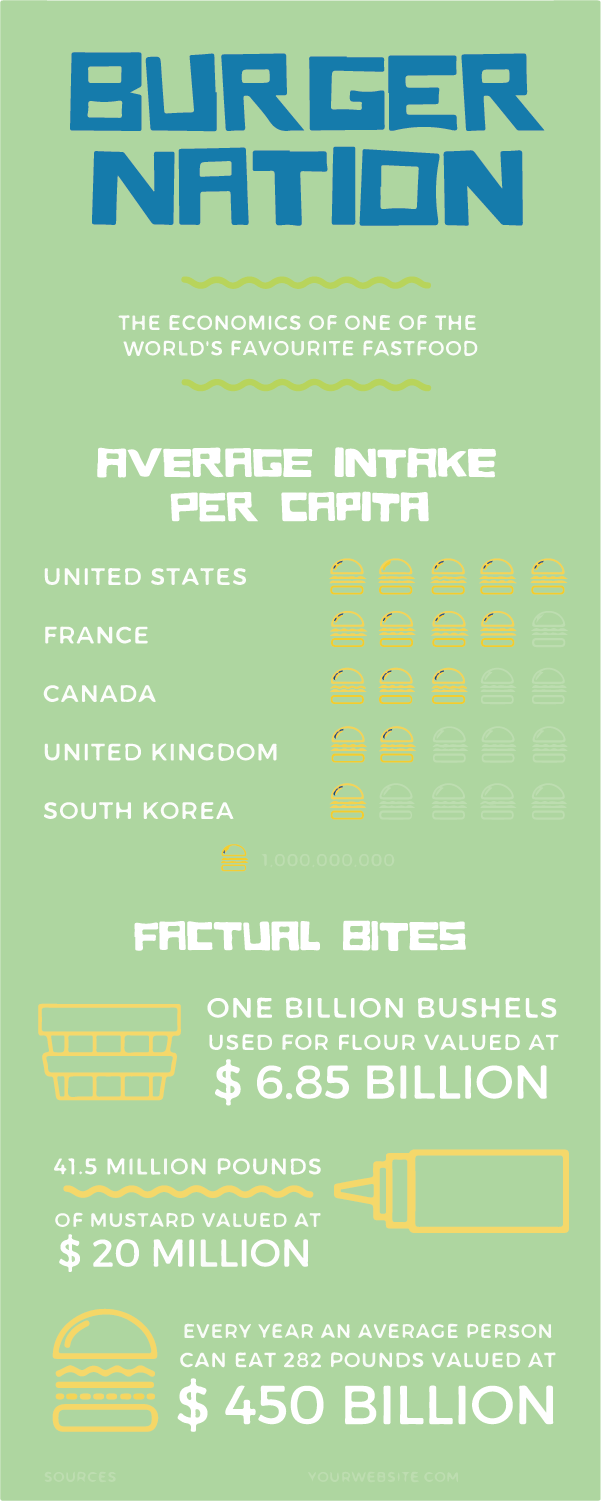 BURGER
NATION
THE ECONOMICS OF ONE OF THE
WORLD'S FAVOURITE FASTFOOD
AVERAGE INTAKE
PER CAPITA
UNITED STATES
FRANCE
CANADA
UNITED KINGDOM
SOUTH KOREA
1,000,000,000
FACTUAL BITES
ONE BILLION BUSHELS
USED FOR FLOUR VALUED AT
$ 6.85 BILLION
41.5 MILLION POUNDS
OF MUSTARD VALUED AT
$ 20 MILLION
EVERY YEAR AN AVERAGE PERSON
CAN EAT 282 POUNDS VALUED AT
$ 450 BILLION
SOURCES YOURWEBSITE.COM